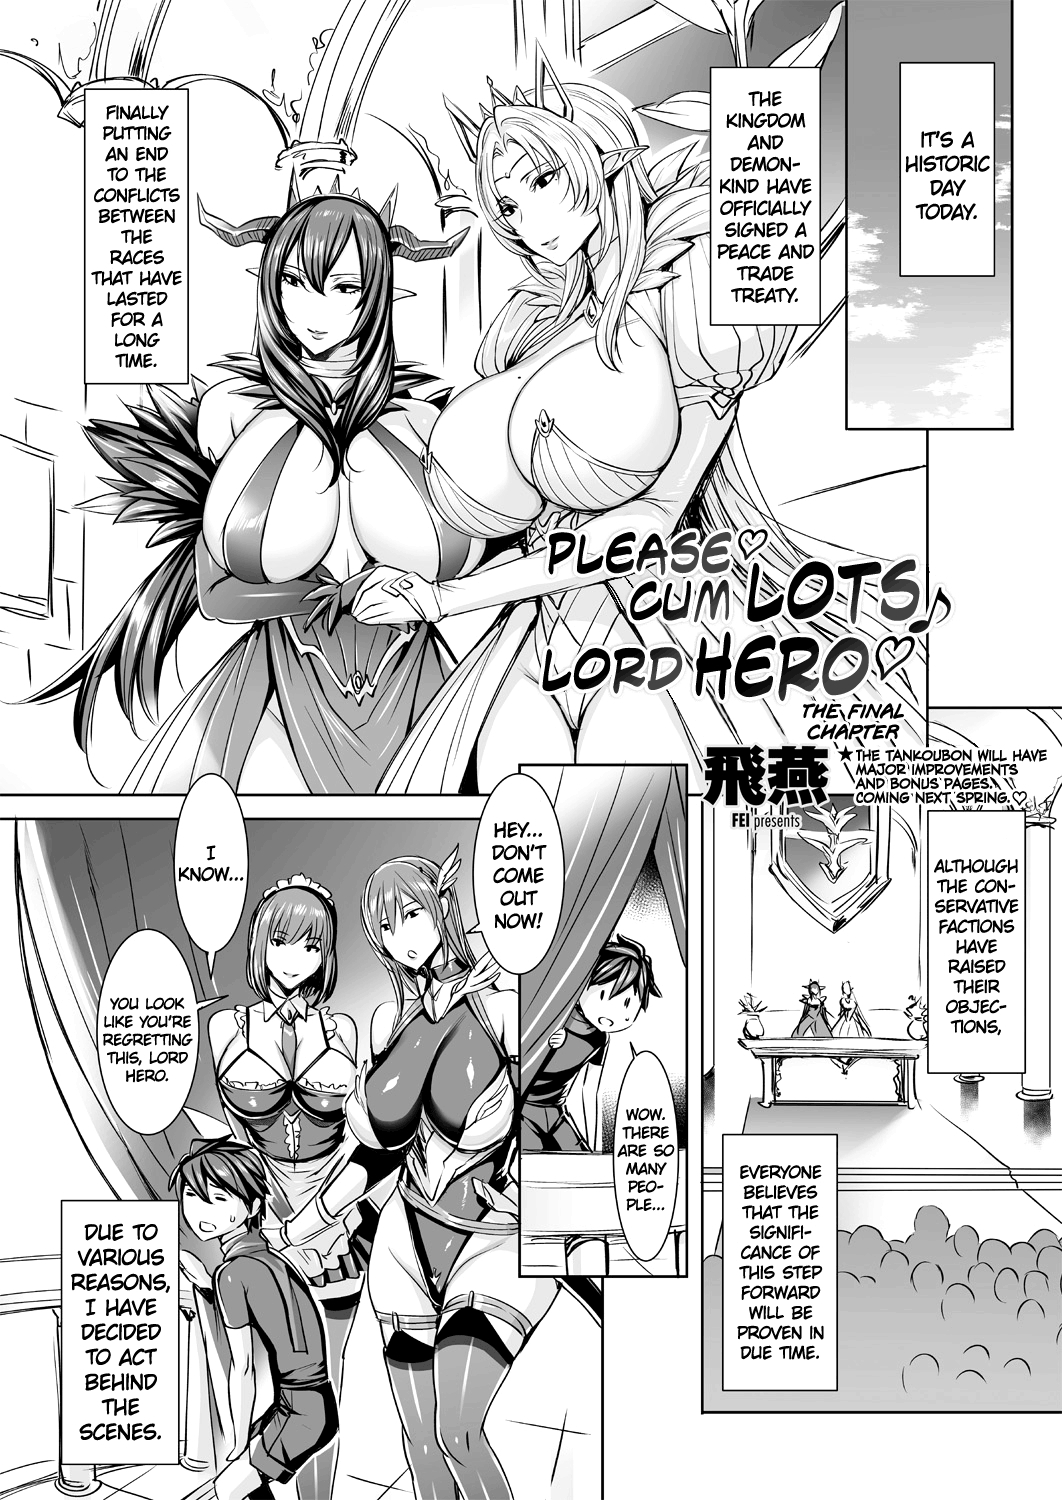 IT'S A
HISTORIC
DAY
TODAY.
THE
KINGDOM
AND
DEMON-
KIND HAVE
OFFICIALLY
SIGNED A
PEACE AND
TRADE
TREATY.
FINALLY
PUTTING
AN END
TO THE
CONFLICTS
BETWEEN
THE
RACES
THAT HAVE
LASTED
FOR A
LONG
TIME.
PLEASE♡
CUM LOTS♪
LORD HERO♡
THE FINAL
CHAPTER
飛燕
FEI presents
★THE TANKOUBON WILL HAVE
MAJOR IMPROVEMENTS
AND BONUS PAGES.
COMING NEXT SPRING.♡
ALTHOUGH
THE CON-
SERVATIVE
FACTIONS
HAVE
RAISED
THEIR
OBJEC-
TIONS,
EVERYONE
BELIEVES
THAT THE
SIGNIFI-
CANCE OF
THIS STEP
FORWARD
WILL BE
PROVEN IN
DUE TIME.
WOW.
THERE
ARE SO
MANY
PEO-
PLE...
HEY...
DON'T
COME
OUT
NOW!
I
KNOW...
YOU LOOK
LIKE YOU'RE
REGRETTING
THIS, LORD
HERO.
DUE TO
VARIOUS
REASONS,
I HAVE
DECIDED
TO ACT
BEHIND
THE
SCENES.